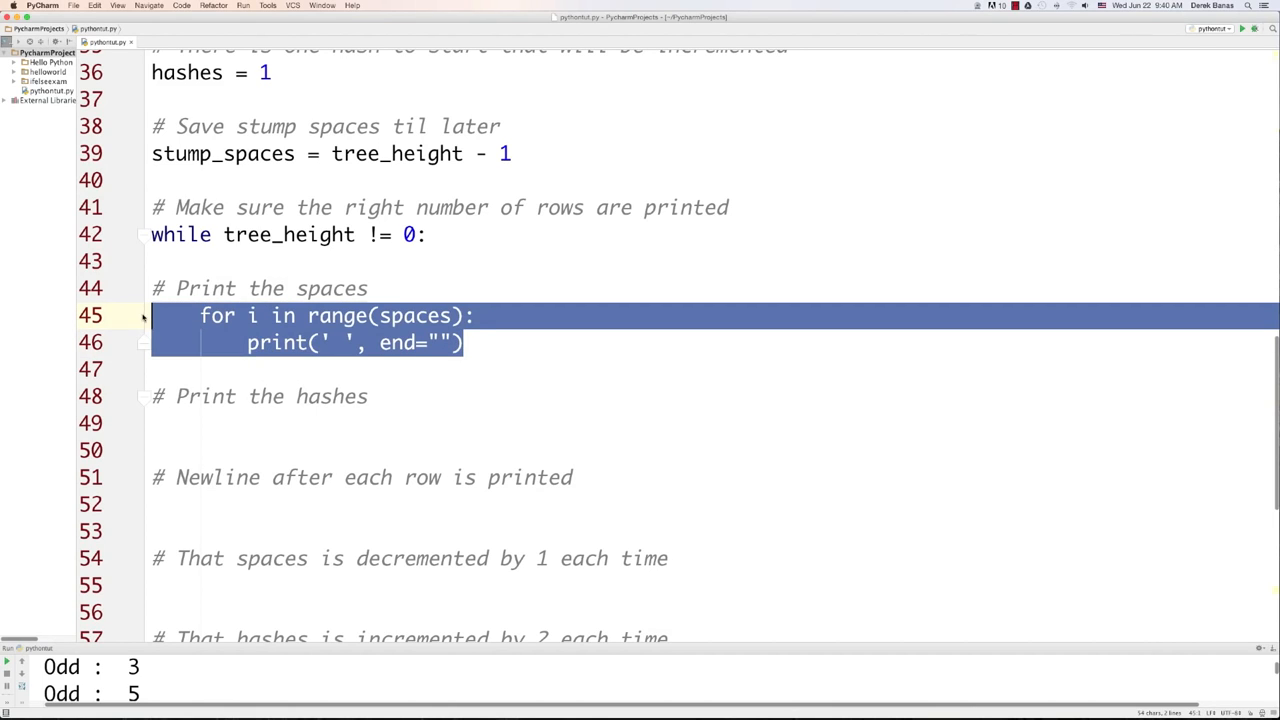 PyCharm File Edit View Navigate Code Refactor Run Tools VCS Window Help
10 Wed Jun 22 9:40 AM Derek Banas
pythontut.py - PycharmProjects - [~/PycharmProjects]
PycharmProjects pythontut.py
pythontut
pythontut.py
PycharmProject
Hello Python
helloworld
ifelseexam
pythontut.py
External Librarie
35 # There is one hash to start that will be incremented
36 hashes = 1
37
38 # Save stump spaces til later
39 stump_spaces = tree_height - 1
40
41 # Make sure the right number of rows are printed
42 while tree_height != 0:
43
44 # Print the spaces
45     for i in range(spaces):
46         print(' ', end="")
47
48 # Print the hashes
49
50
51 # Newline after each row is printed
52
53
54 # That spaces is decremented by 1 each time
55
56
57 # That hashes is incremented by 2 each time
Run pythontut
Odd :  3
Odd :  5
54 chars, 2 lines 45:1 LF UTF-8